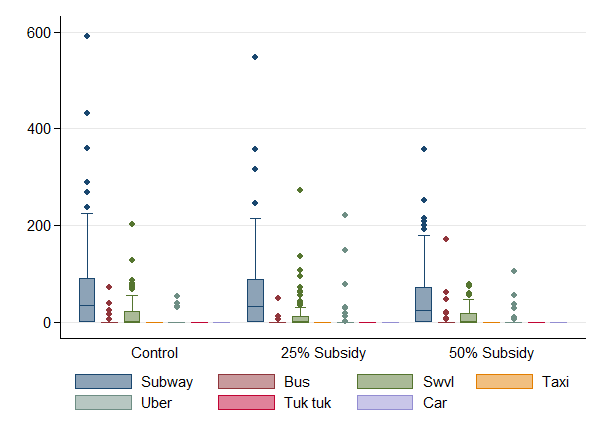 600
400
200
0
Control 25% Subsidy 50% Subsidy
Subway Bus Swvl Taxi
Uber Tuk tuk Car